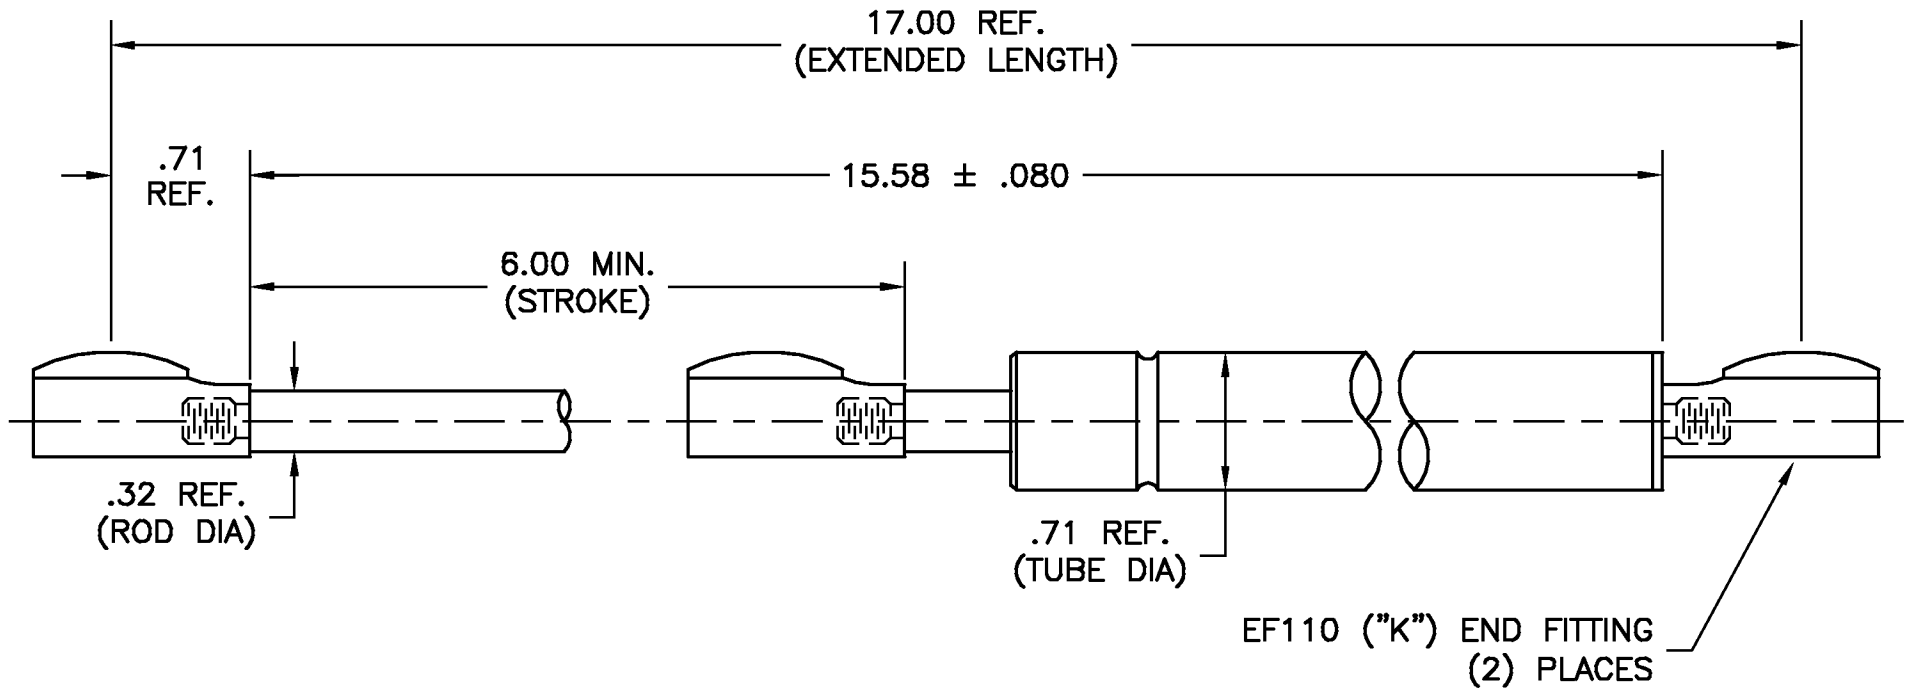 17.00 REF.
(EXTENDED LENGTH)
.71
REF.
15.58 ± .080
6.00 MIN.
(STROKE)
.32 REF.
(ROD DIA)
.71 REF.
(TUBE DIA)
EF110 ("K") END FITTING
(2) PLACES